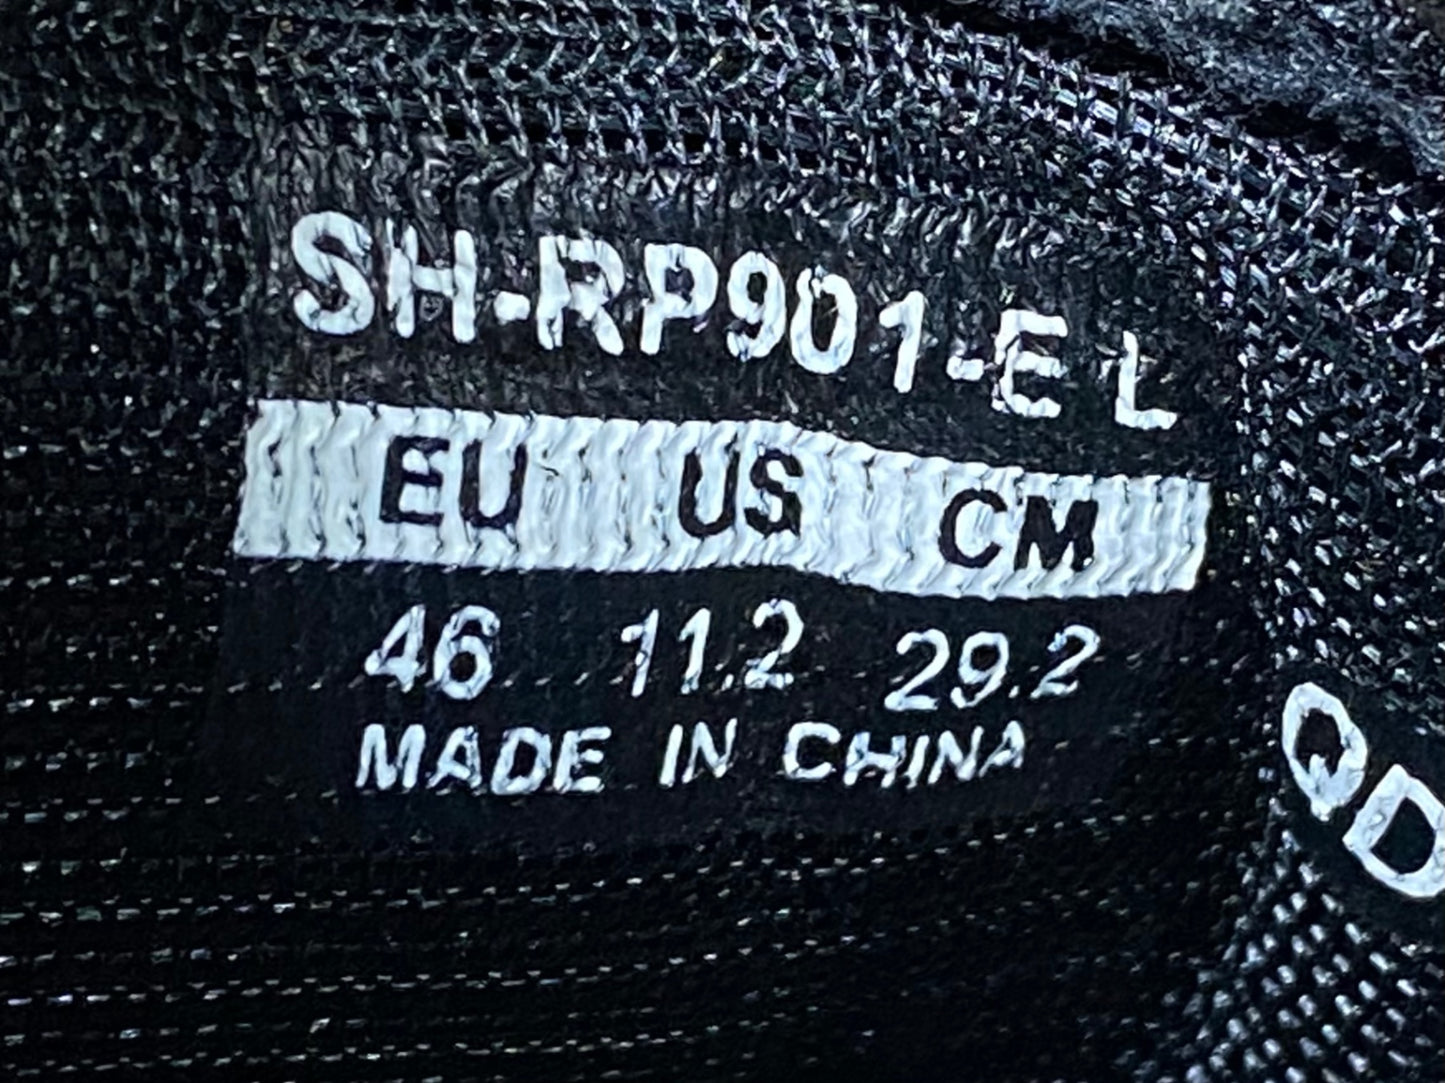 SH-RP901-E L
EU US CM
46 11.2 29.2
MADE IN CHINA
QD